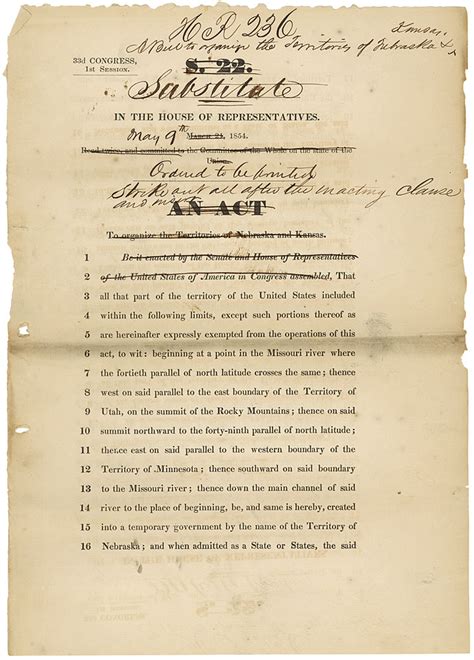 H R 236
A Bill to organize the Territories of Nebraska &
Kansas.
33d CONGRESS,
1st SESSION.
S. 22.
Substitute
IN THE HOUSE OF REPRESENTATIVES.
May 9th March 21, 1854.
Read twice, and committed to the Committee of the Whole on the state of the
Union.
Ordered to be printed
Strike out all after the enacting clause
and insert
AN ACT
To organize the Territories of Nebraska and Kansas.
1 Be it enacted by the Senate and House of Representatives
2 of the United States of America in Congress assembled, That
3 all that part of the territory of the United States included
4 within the following limits, except such portions thereof as
5 are hereinafter expressly exempted from the operations of this
6 act, to wit: beginning at a point in the Missouri river where
7 the fortieth parallel of north latitude crosses the same; thence
8 west on said parallel to the east boundary of the Territory of
9 Utah, on the summit of the Rocky Mountains; thence on said
10 summit northward to the forty-ninth parallel of north latitude;
11 thence east on said parallel to the western boundary of the
12 Territory of Minnesota; thence southward on said boundary
13 to the Missouri river; thence down the main channel of said
14 river to the place of beginning, be, and same is hereby, created
15 into a temporary government by the name of the Territory of
16 Nebraska; and when admitted as a State or States, the said